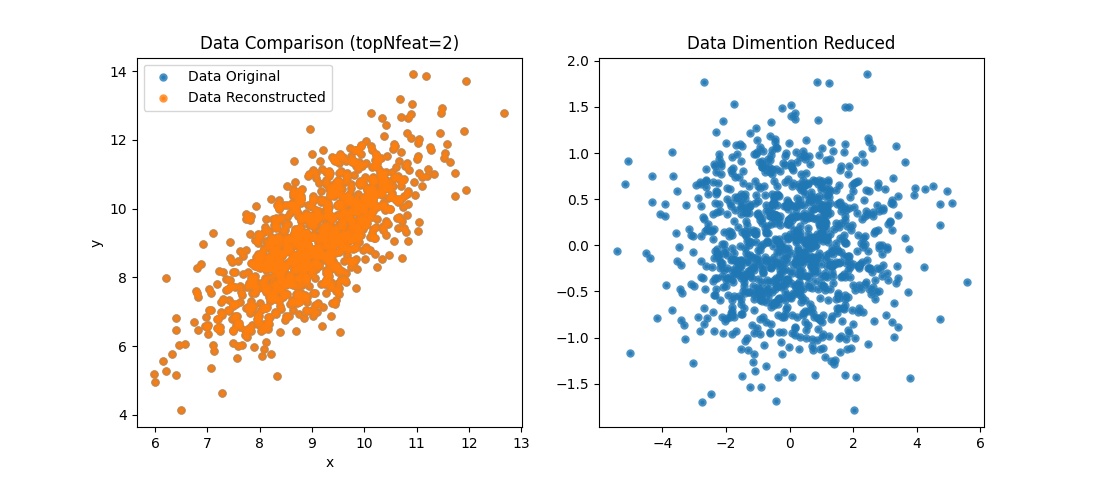 Data Comparison (topNfeat=2)
Data Original
Data Reconstructed
14
12
10
8
6
4
y
6 7 8 9 10 11 12 13
x
Data Dimention Reduced
2.0
1.5
1.0
0.5
0.0
−0.5
−1.0
−1.5
−4 −2 0 2 4 6